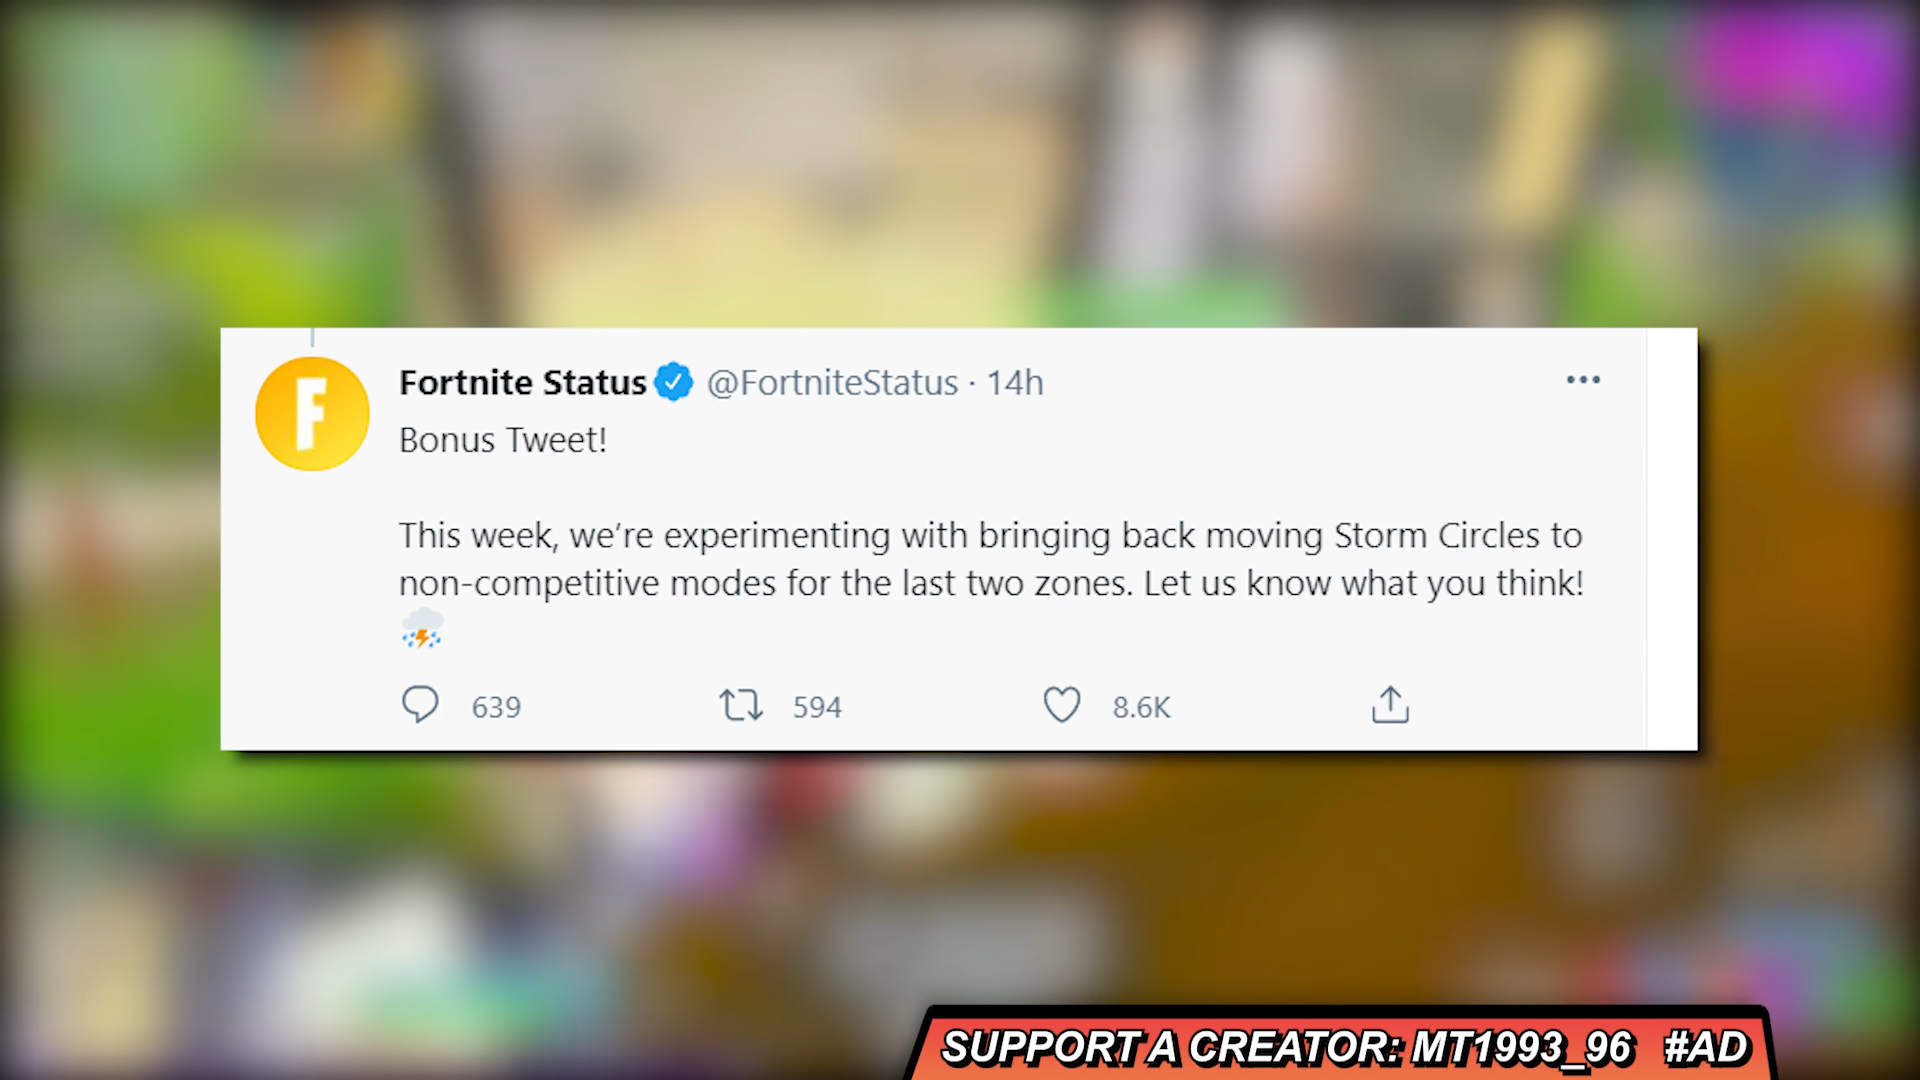 Fortnite Status @FortniteStatus · 14h
Bonus Tweet!
This week, we’re experimenting with bringing back moving Storm Circles to
non-competitive modes for the last two zones. Let us know what you think!
639 594 8.6K
SUPPORT A CREATOR: MT1993_96 #AD